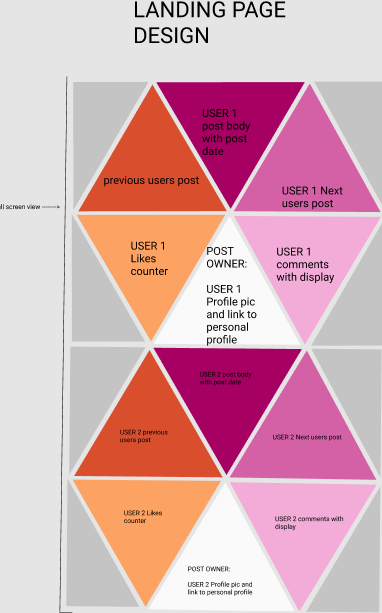 LANDING PAGE
DESIGN
USER 1
post body
with post
date
previous users post
USER 1 Next
users post
ll screen view
USER 1
Likes
counter
POST
OWNER:
USER 1
Profile pic
and link to
personal
profile
USER 1
comments
with display
USER 2 post body
with post date
USER 2 previous
users post
USER 2 Next users post
USER 2 Likes
counter
USER 2 comments with
display
POST OWNER:
USER 2 Profile pic and
link to personal profile